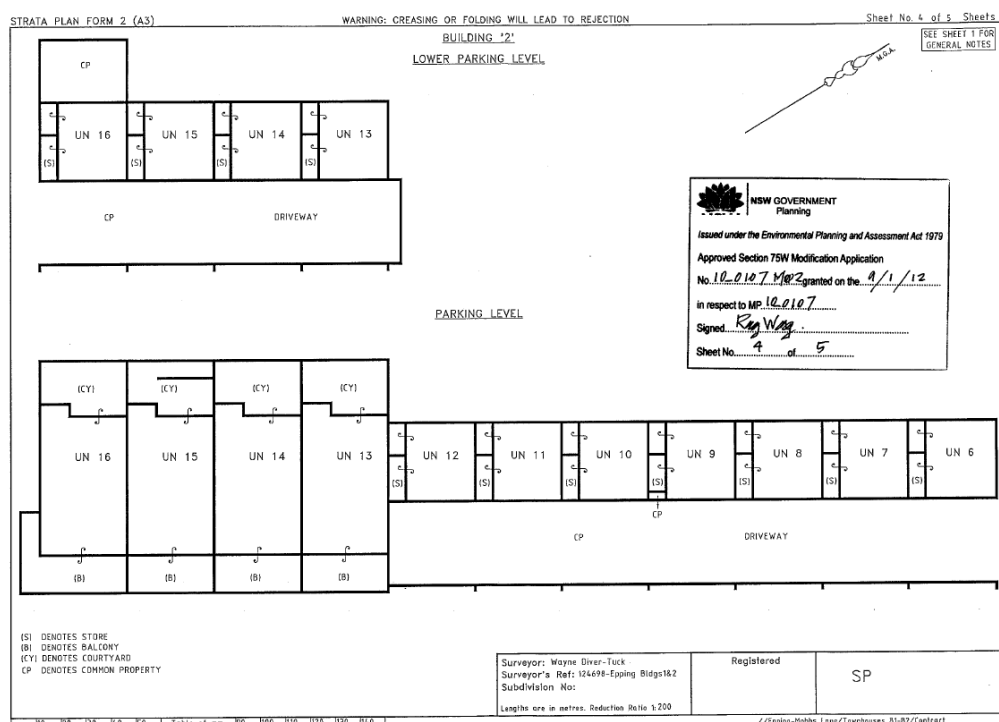 STRATA PLAN FORM 2 (A3)
WARNING: CREASING OR FOLDING WILL LEAD TO REJECTION
Sheet No. 4 of 5 Sheets
BUILDING '2'
LOWER PARKING LEVEL
SEE SHEET 1 FOR
GENERAL NOTES
M.G.A.
CP
UN 16
UN 15
UN 14
UN 13
(S)
(S)
(S)
(S)
CP
DRIVEWAY
NSW GOVERNMENT
Planning
Issued under the Environmental Planning and Assessment Act 1979
Approved Section 75W Modification Application
No. 10_0107 M002 granted on the 9/1/12
in respect to MP 10_0107
Signed
Sheet No. 4 of 5
PARKING LEVEL
(CY)
(CY)
(CY)
(CY)
UN 16
UN 15
UN 14
UN 13
UN 12
UN 11
UN 10
UN 9
UN 8
UN 7
UN 6
(S)
(S)
(S)
(S)
(S)
(S)
(S)
CP
CP
DRIVEWAY
(B)
(B)
(B)
(B)
(S) DENOTES STORE
(B) DENOTES BALCONY
(CY) DENOTES COURTYARD
CP DENOTES COMMON PROPERTY
Surveyor: Wayne Diver-Tuck
Surveyor's Ref: 124698-Epping Bldgs1&2
Subdivision No:
Lengths are in metres. Reduction Ratio 1:200
Registered
SP